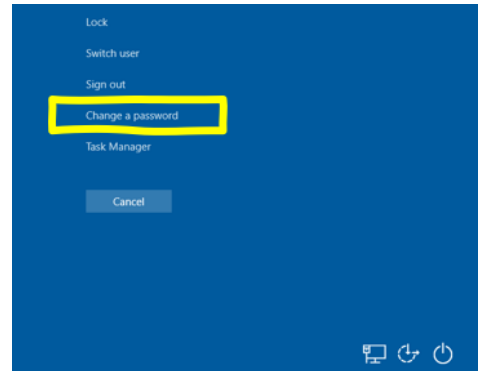 Lock
Switch user
Sign out
Change a password
Task Manager
Cancel